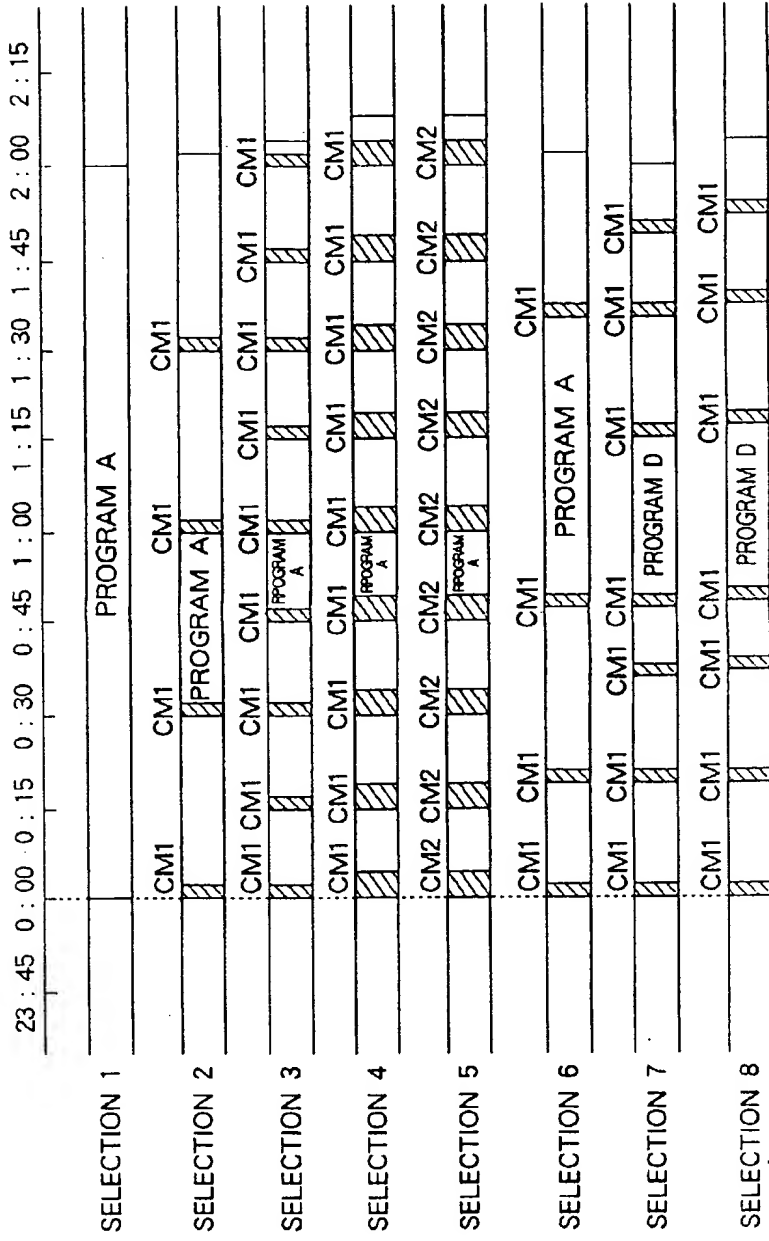 23 : 45 0 : 00 0 : 15 0 : 30 0 : 45 1 : 00 1 : 15 1 : 30 1 : 45 2 : 00 2 : 15
SELECTION 1
PROGRAM A
SELECTION 2
CM1 CM1 CM1 CM1
PROGRAM A
SELECTION 3
CM1 CM1 CM1 CM1 CM1 CM1 CM1 CM1 CM1
RPOGRAM
A
SELECTION 4
CM1 CM1 CM1 CM1 CM1 CM1 CM1 CM1 CM1
RPOGRAM
A
SELECTION 5
CM2 CM2 CM2 CM2 CM2 CM2 CM2 CM2 CM2
RPOGRAM
A
SELECTION 6
CM1 CM1 CM1 CM1
PROGRAM A
SELECTION 7
CM1 CM1 CM1 CM1 CM1 CM1 CM1
PROGRAM D
SELECTION 8
CM1 CM1 CM1 CM1 CM1 CM1 CM1
PROGRAM D